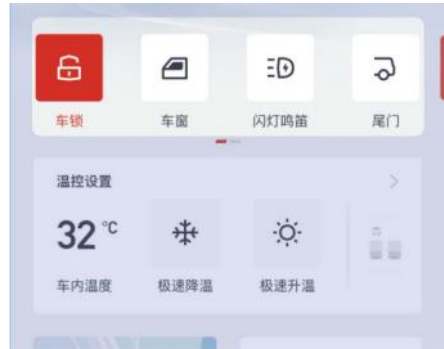 车锁
车窗
闪灯鸣笛
尾门
温控设置
32 °C
车内温度
极速降温
极速升温